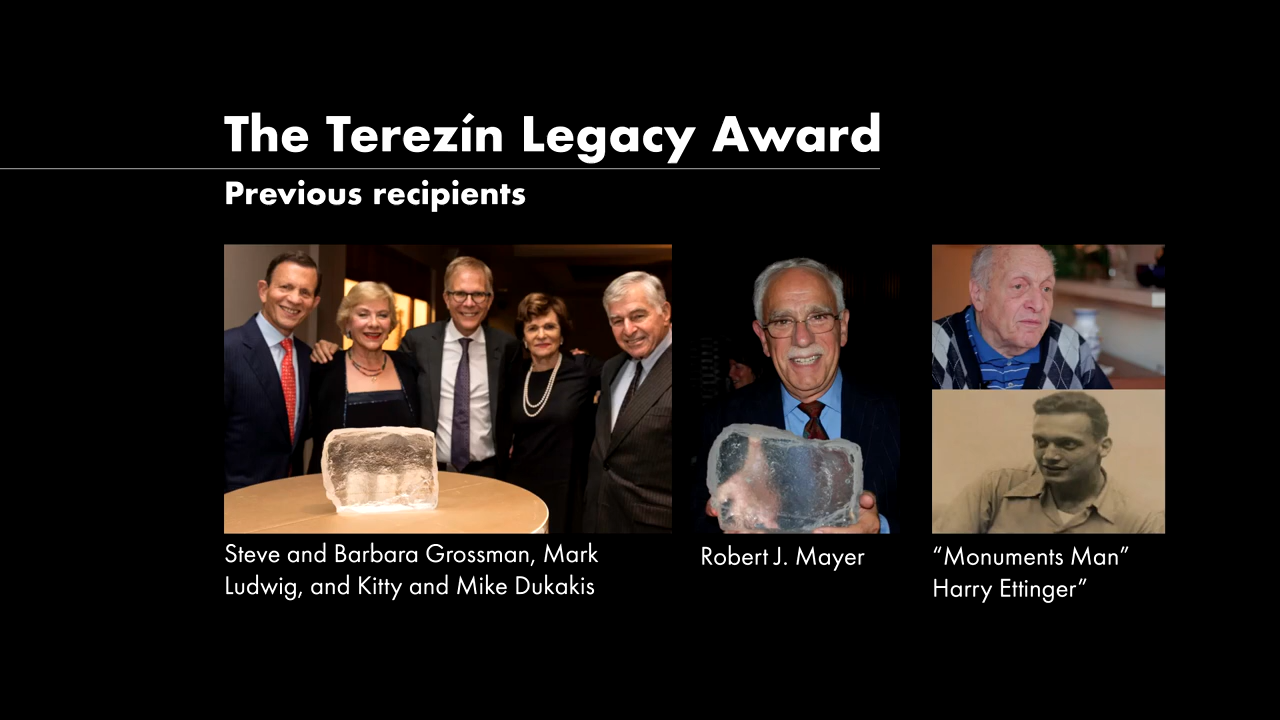 The Terezín Legacy Award
Previous recipients
Steve and Barbara Grossman, Mark
Ludwig, and Kitty and Mike Dukakis
Robert J. Mayer
“Monuments Man”
Harry Ettinger”